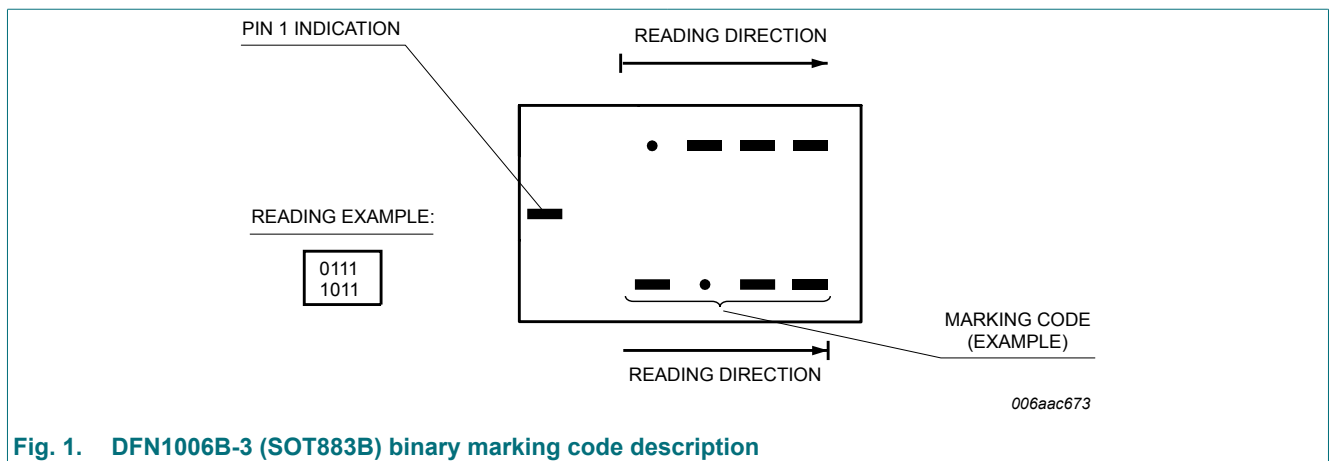 PIN 1 INDICATION
READING DIRECTION
READING EXAMPLE:
0111
1011
MARKING CODE
(EXAMPLE)
READING DIRECTION
006aac673
Fig. 1. DFN1006B-3 (SOT883B) binary marking code description